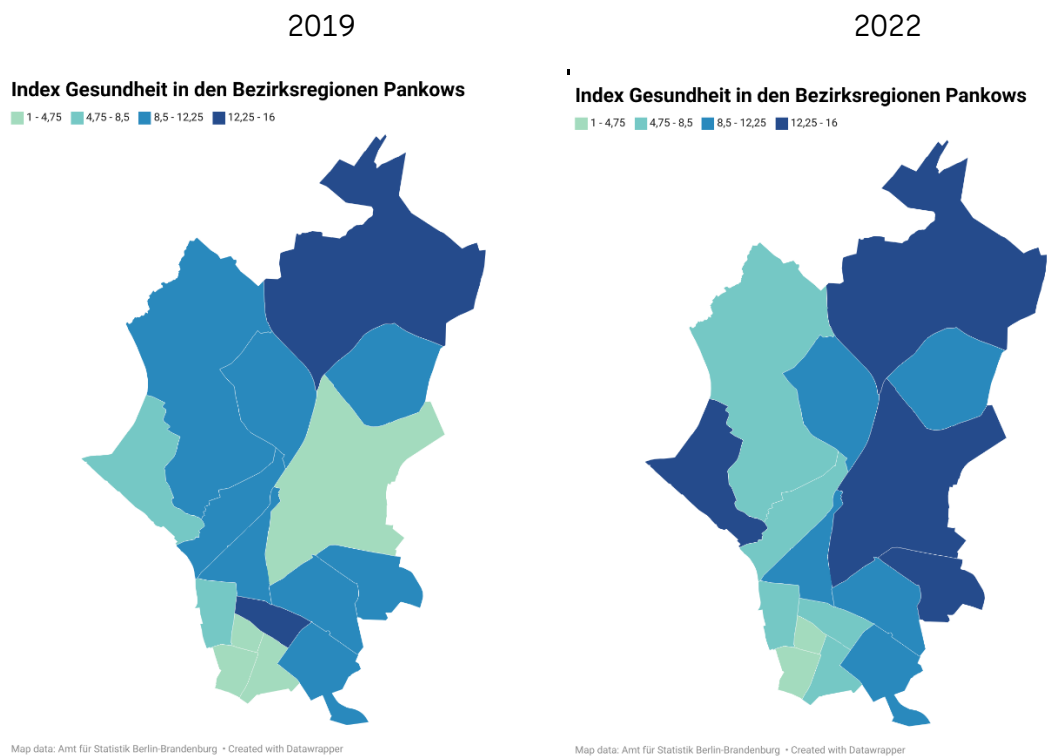 2019
2022
Index Gesundheit in den Bezirksregionen Pankows
1 - 4,75 4,75 - 8,5 8,5 - 12,25 12,25 - 16
Map data: Amt für Statistik Berlin-Brandenburg • Created with Datawrapper
Index Gesundheit in den Bezirksregionen Pankows
1 - 4,75 4,75 - 8,5 8,5 - 12,25 12,25 - 16
Map data: Amt für Statistik Berlin-Brandenburg • Created with Datawrapper